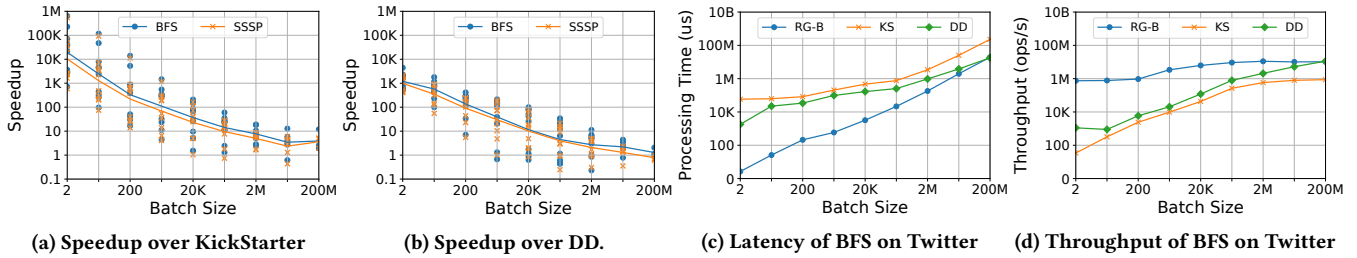 BFS SSSP
Speedup
100K
10K
1K
100
10
1
0.1
2 200 20K 2M 200M
Batch Size
(a) Speedup over KickStarter
BFS SSSP
Speedup
100K
10K
1K
100
10
1
0.1
2 200 20K 2M 200M
Batch Size
(b) Speedup over DD.
RG-B KS DD
Processing Time (us)
10B
100M
1M
10K
100
0
2 200 20K 2M 200M
Batch Size
(c) Latency of BFS on Twitter
RG-B KS DD
Throughput (ops/s)
10B
100M
1M
10K
100
0
2 200 20K 2M 200M
Batch Size
(d) Throughput of BFS on Twitter